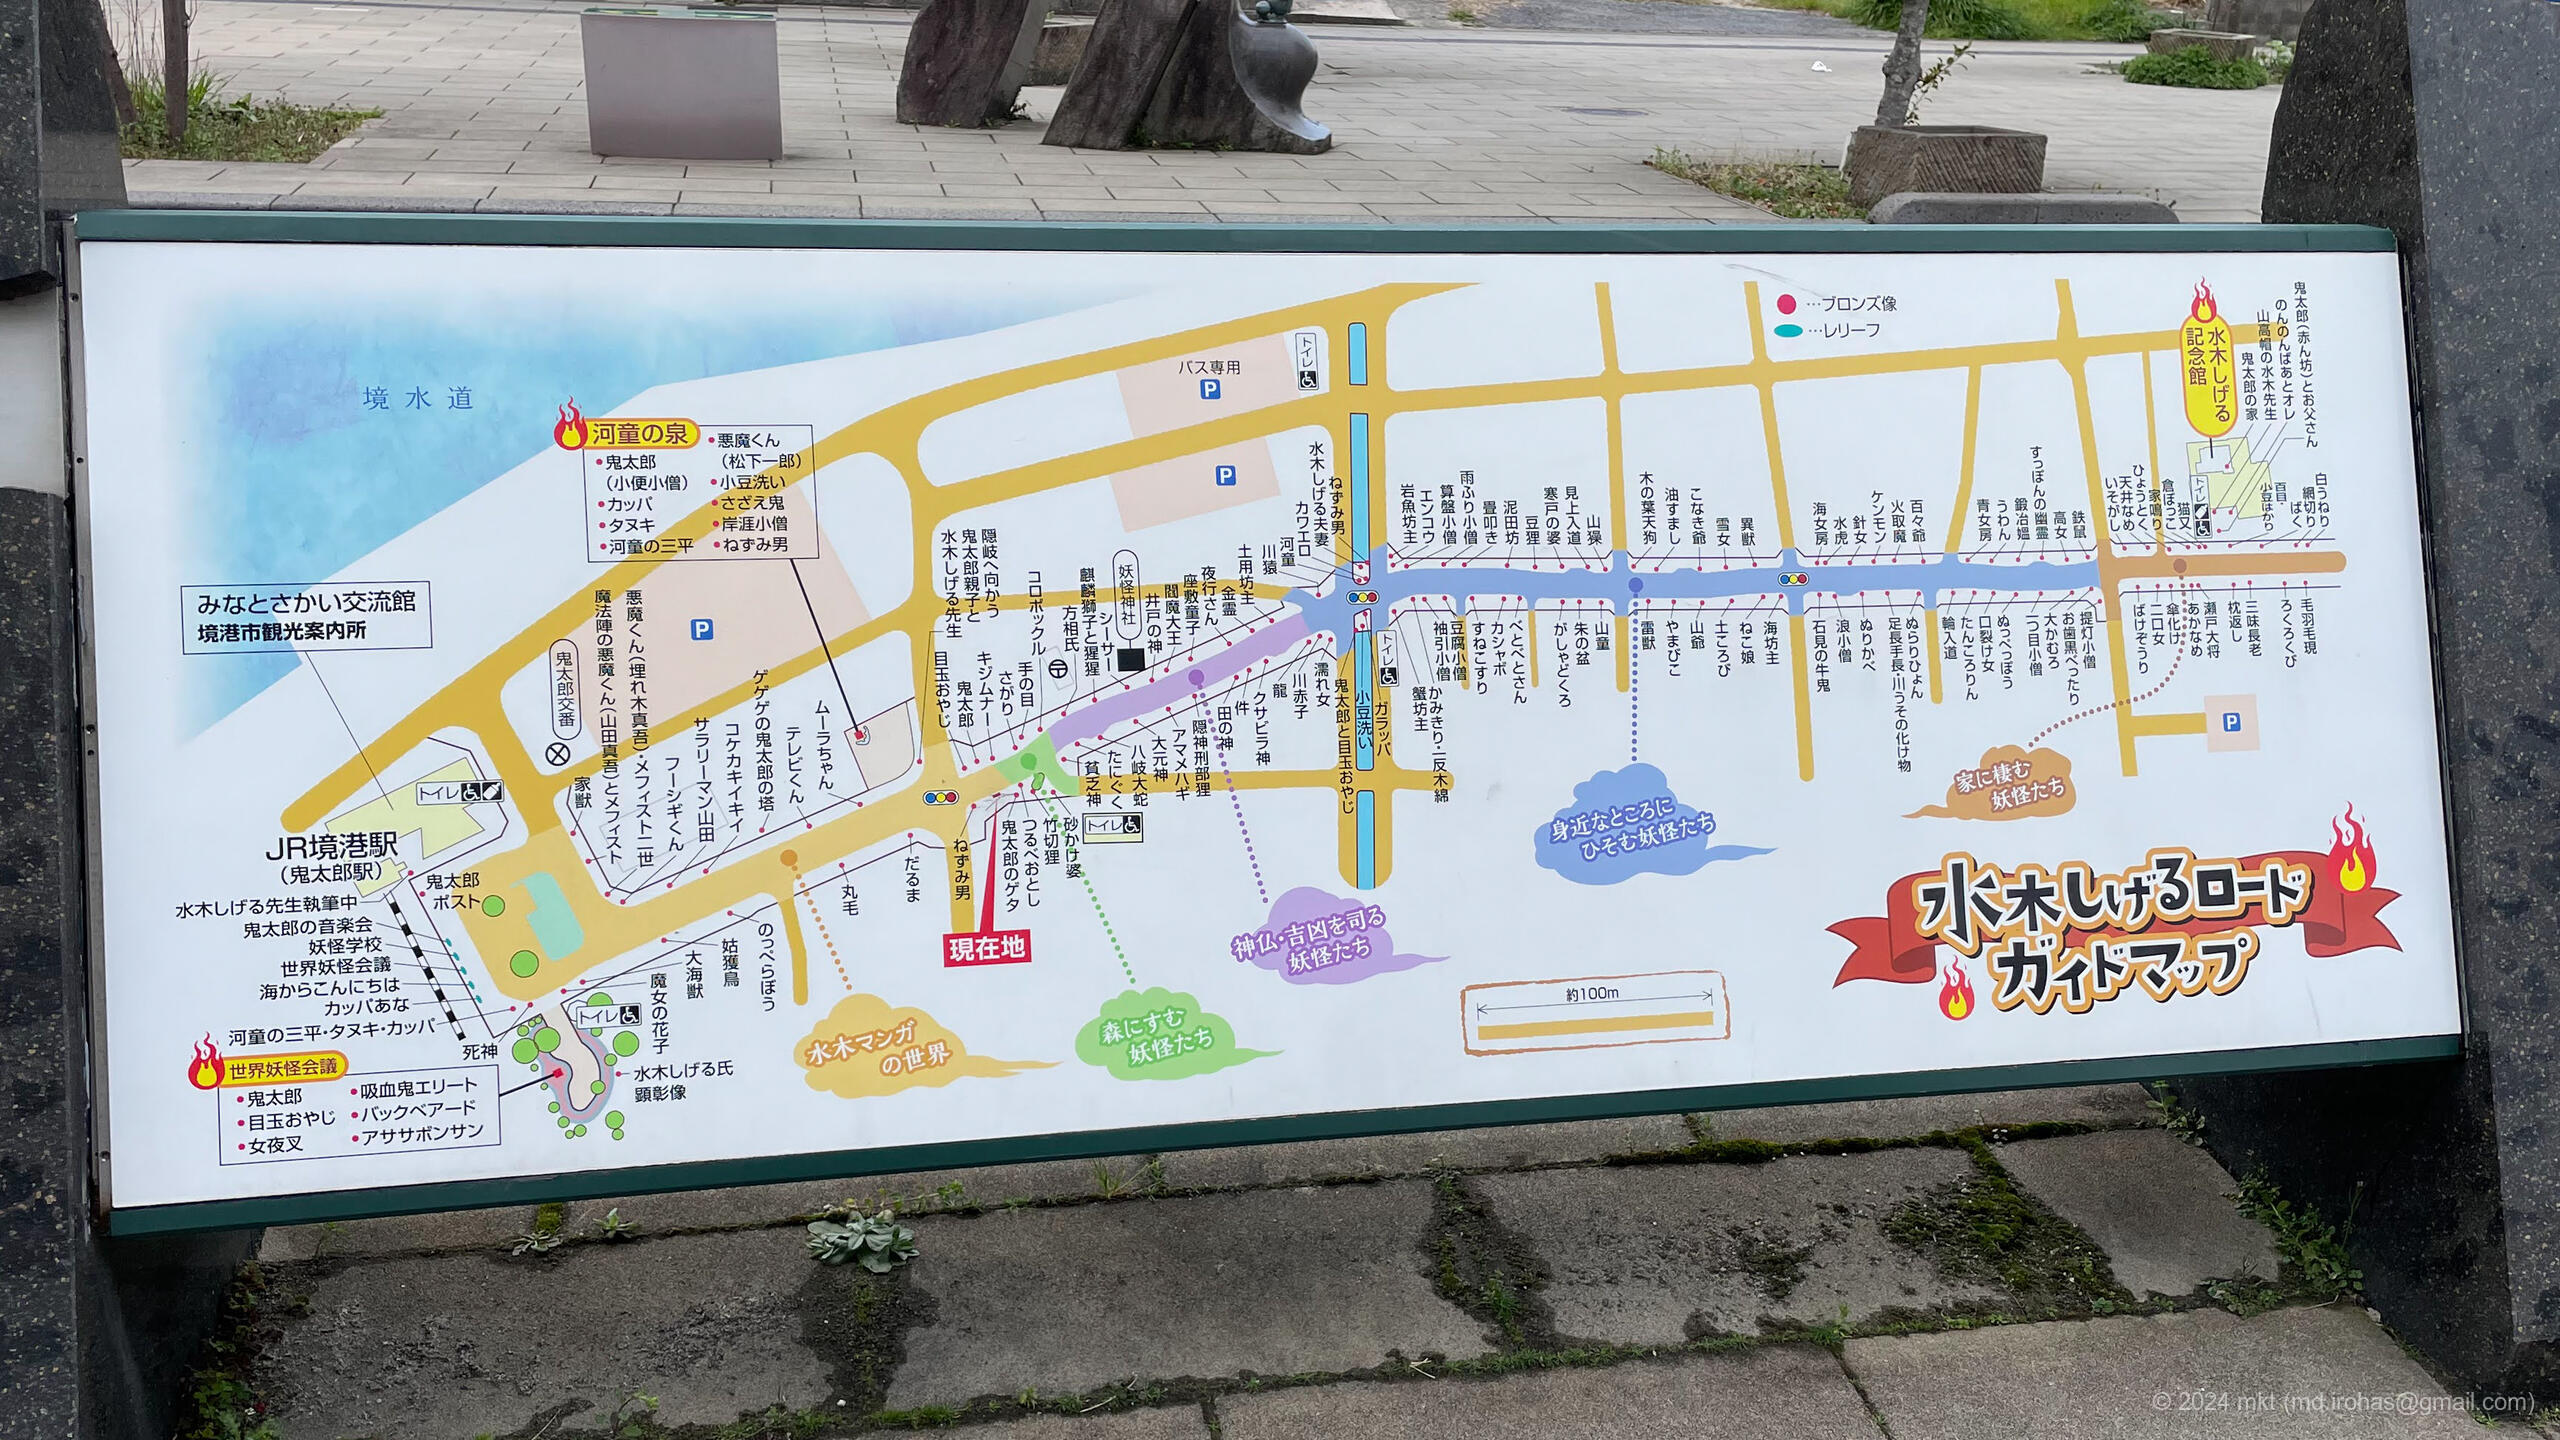 境水道
河童の泉
・鬼太郎
（小便小僧）
・カッパ
・タヌキ
・河童の三平
・悪魔くん
（松下一郎）
・小豆洗い
・さざえ鬼
・岸涯小僧
・ねずみ男
みなとさかい交流館
境港市観光案内所
鬼太郎交番
トイレ
JR境港駅
（鬼太郎駅）
鬼太郎
ポスト
水木しげる先生執筆中
鬼太郎の音楽会
妖怪学校
世界妖怪会議
海からこんにちは
カッパあな
河童の三平・タヌキ・カッパ
死神
世界妖怪会議
・鬼太郎
・目玉おやじ
・女夜叉
・吸血鬼エリート
・バックベアード
・アササボンサン
トイレ
水木しげる氏
顕彰像
魔女の花子
大海獣
姑獲鳥
のっぺらぼう
丸毛
だるま
ねずみ男
家獣
魔法陣の悪魔くん（山田真吾）とメフィスト
悪魔くん（埋れ木真吾）・メフィスト二世
フーシギくん
サラリーマン山田
コケカキイキイ
ゲゲゲの鬼太郎の塔
テレビくん
ムーラちゃん
P
水木しげる先生
鬼太郎親子と
隠岐へ向かう
目玉おやじ
鬼太郎
キジムナー
さがり
手の目
コロポックル
方相氏
麒麟獅子と猩猩
シーサー
妖怪神社
井戸の神
閻魔大王
座敷童子
夜行さん
金霊
土用坊主
川猿
河童
カワエロ
水木しげる夫妻
ねずみ男
現在地
鬼太郎のゲタ
つるべおとし
竹切狸
砂かけ婆
トイレ
貧乏神
たにぐく
八岐大蛇
大元神
アマメハギ
隠神刑部狸
田の神
件
クサビラ神
龍
川赤子
濡れ女
鬼太郎と目玉おやじ
小豆洗い
ガラッパ
トイレ
バス専用
P
P
トイレ
岩魚坊主
エンコウ
算盤小僧
雨ふり小僧
畳叩き
泥田坊
豆狸
寒戸の婆
見上入道
山操
木の葉天狗
油すまし
こなき爺
雪女
異獣
海女房
水虎
針女
ケンモン
火取魔
百々爺
青女房
うわん
鍛冶媼
すっぽんの幽霊
高女
鉄鼠
いそがし
天井なめ
ひょうとく
家鳴り
倉ぼっこ
猫又
小豆はかり
百目
ばく
網切り
白うねり
蟹坊主
かみきり・一反木綿
袖引小僧
豆腐小僧
すねこすり
カシャボ
べとべとさん
がしゃどくろ
朱の盆
山童
雷獣
やまびこ
山爺
土ころび
ねこ娘
海坊主
石見の牛鬼
浪小僧
ぬりかべ
足長手長・川うその化け物
ぬらりひょん
輪入道
たんころりん
口裂け女
ぬっぺっぽう
一つ目小僧
大かむろ
お歯黒べったり
提灯小僧
ばけぞうり
二口女
傘化け
あかなめ
瀬戸大将
枕返し
三味長老
ろくろくび
毛羽毛現
P
…ブロンズ像
…レリーフ
水木しげる
記念館
トイレ
鬼太郎の家
山高帽の水木先生
のんのんばあとオレ
鬼太郎（赤ん坊）とお父さん
水木マンガ
の世界
森にすむ
妖怪たち
神仏・吉凶を司る
妖怪たち
身近なところに
ひそむ妖怪たち
家に棲む
妖怪たち
約100m
水木しげるロード
ガイドマップ
© 2024 mkt (md.irohas@gmail.com)